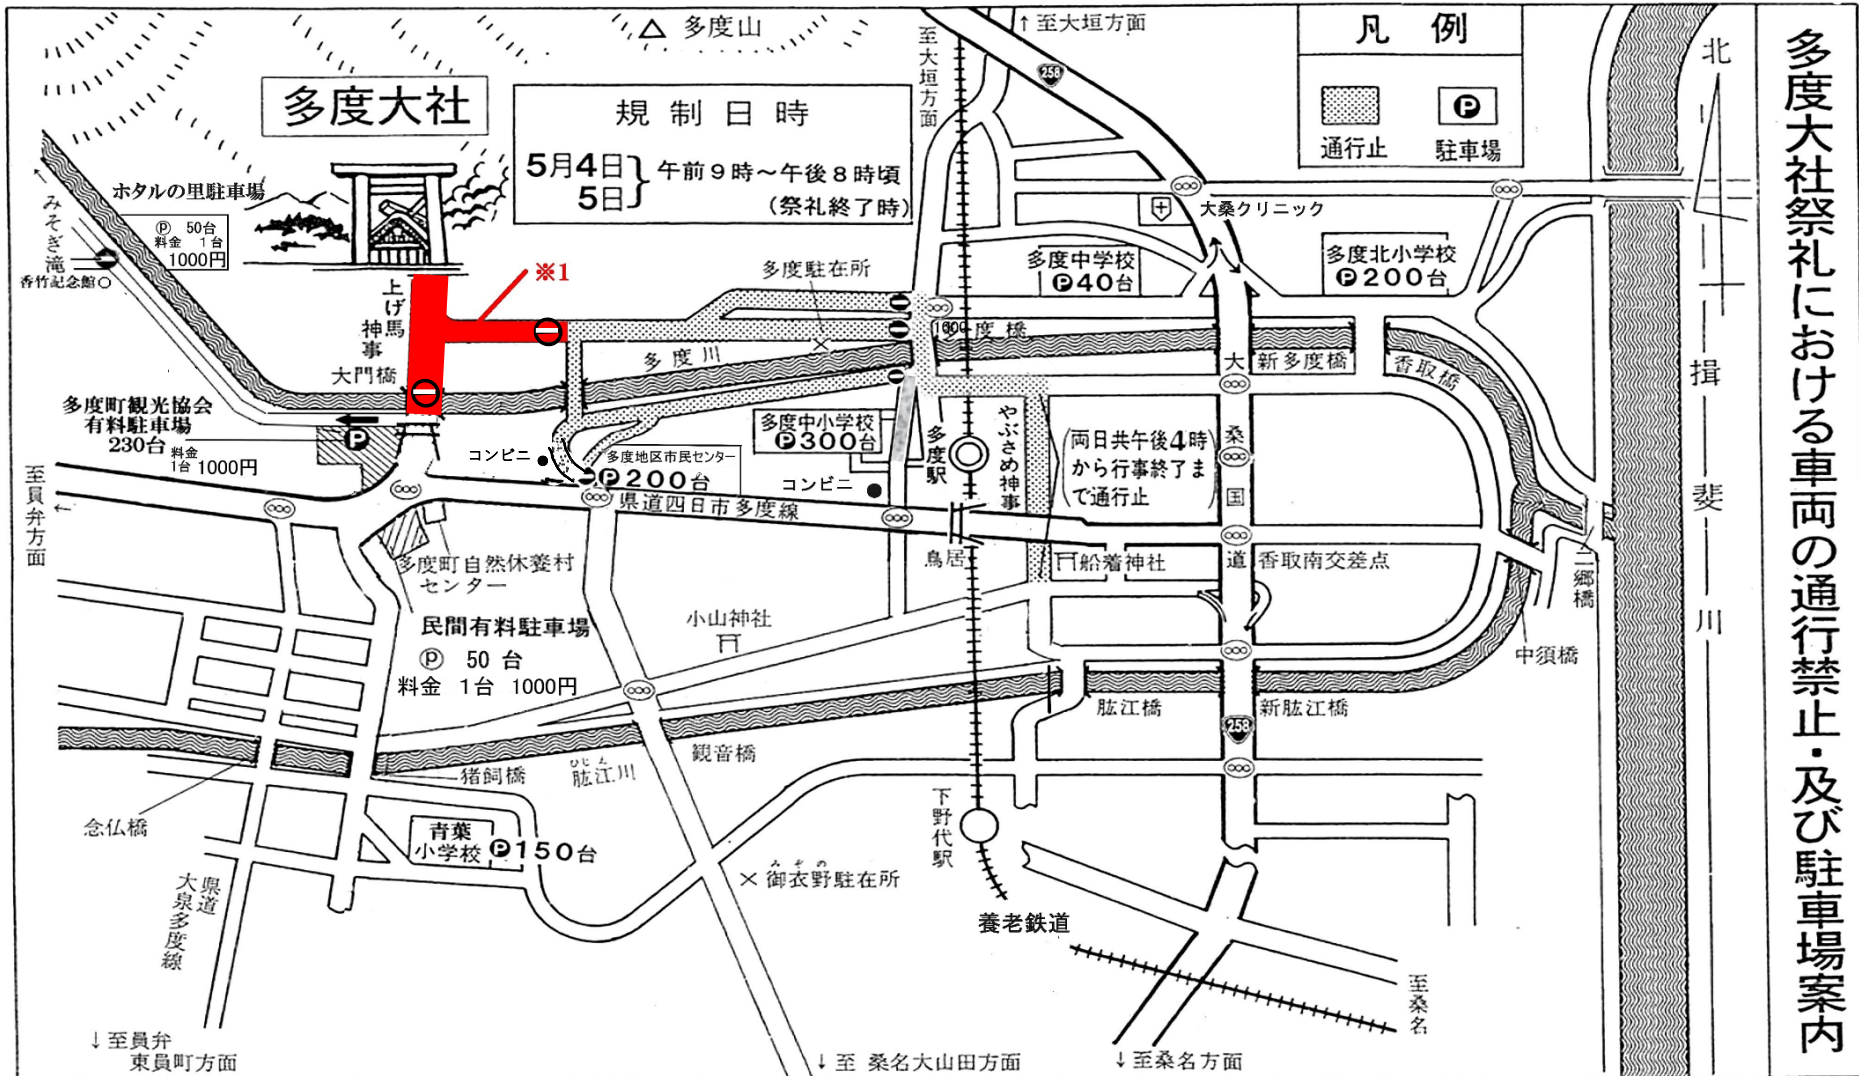 多度大社祭礼における車両の通行禁止・及び駐車場案内
凡例
通行止
駐車場
北
揖斐川
多度山
多度大社
規制日時
5月4日
5日
午前9時～午後8時頃
(祭礼終了時)
至大垣方面
↑至大垣方面
258
大桑クリニック
多度中学校
P40台
多度北小学校
P200台
ホタルの里駐車場
P 50台
料金 1台
1000円
みそぎ滝
香竹記念館
上げ馬神事
※1
多度駐在所
多度川
多度橋
大門橋
新多度橋
香取橋
多度町観光協会
有料駐車場
230台
料金
1台 1000円
P
コンビニ
多度地区市民センター
P200台
多度中小学校
P300台
コンビニ
多度駅
やぶさめ神事
(両日共午後4時
から行事終了ま
で通行止)
大桑国道
県道四日市多度線
至員弁方面
鳥居
船着神社
香取南交差点
二郷橋
中須橋
多度町自然休養村
センター
民間有料駐車場
P 50台
料金 1台 1000円
小山神社
肱江橋
新肱江橋
258
観音橋
ひじえ
肱江川
猪飼橋
念仏橋
青葉
小学校
P150台
県道
大泉多度線
みぞの
御衣野駐在所
下野代駅
養老鉄道
至桑名
↓至員弁
東員町方面
↓至 桑名大山田方面
↓至桑名方面